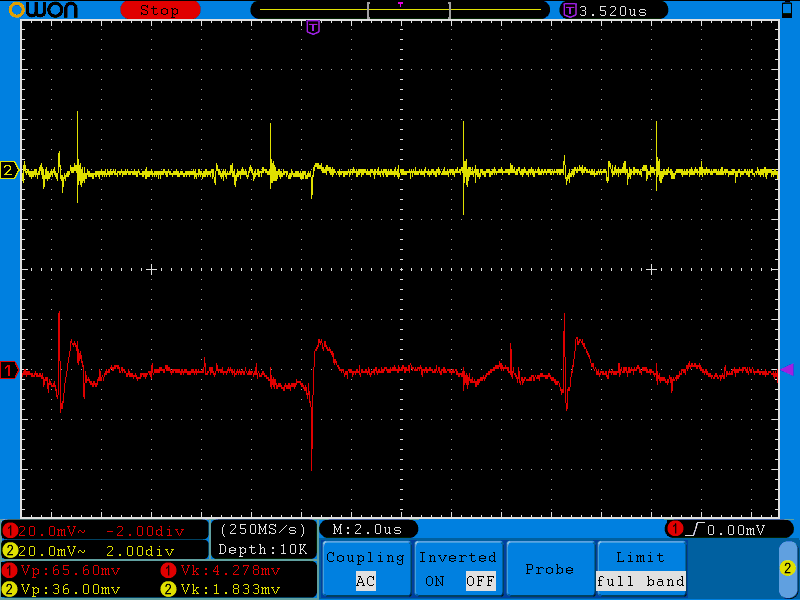 owon Stop T T 3.520us
T
2
1
1 20.0mV~ -2.00div (250MS/s) M:2.0us 1 0.00mV
2 20.0mV~ 2.00div Depth:10K
1 Vp:65.60mv 1 Vk:4.278mv
2 Vp:36.00mv 2 Vk:1.833mv
Coupling Inverted Probe Limit
AC ON OFF full band
2